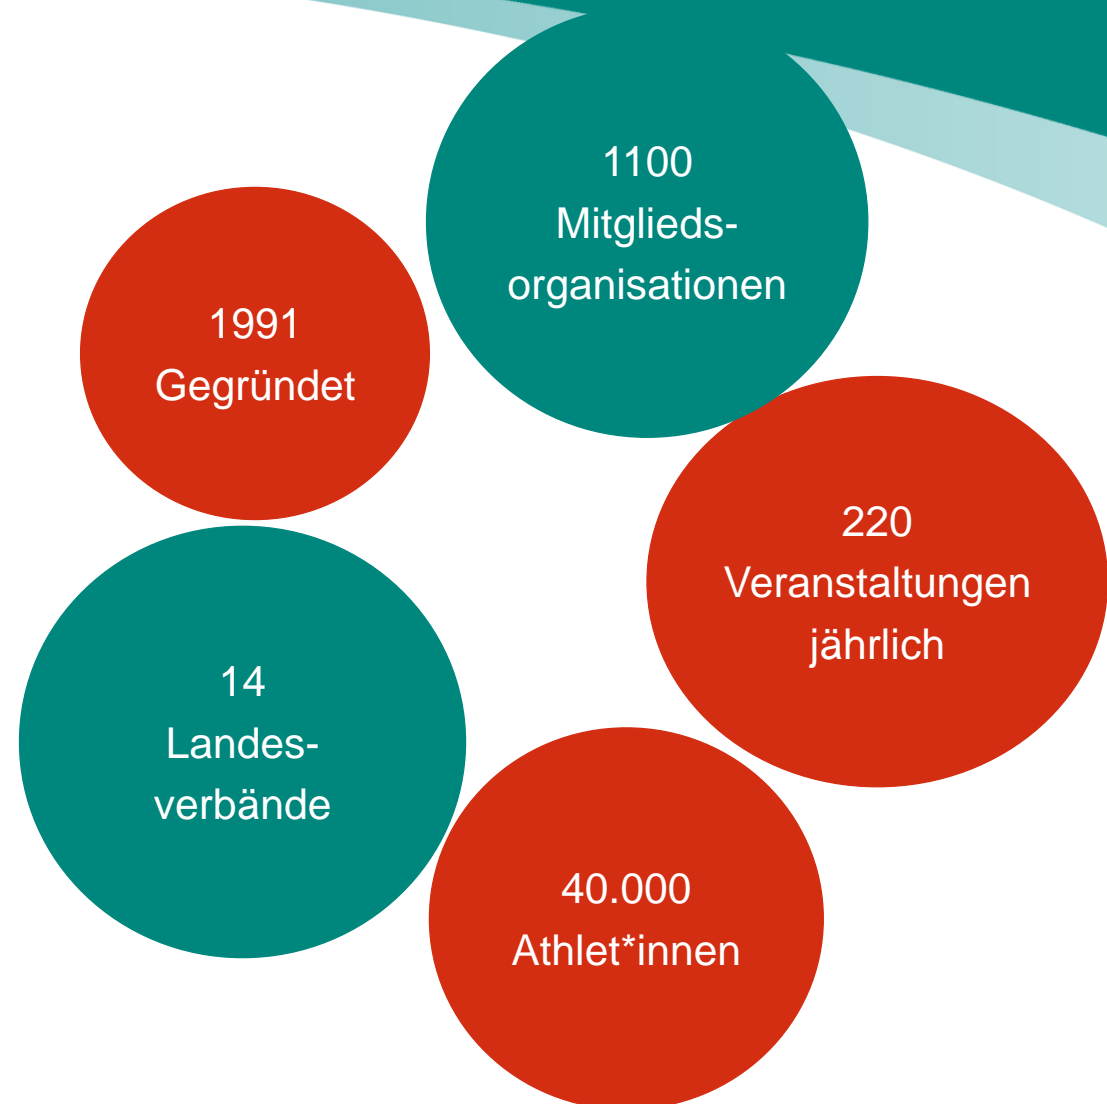 1100
Mitglieds-
organisationen
1991
Gegründet
220
Veranstaltungen
jährlich
14
Landes-
verbände
40.000
Athlet*innen